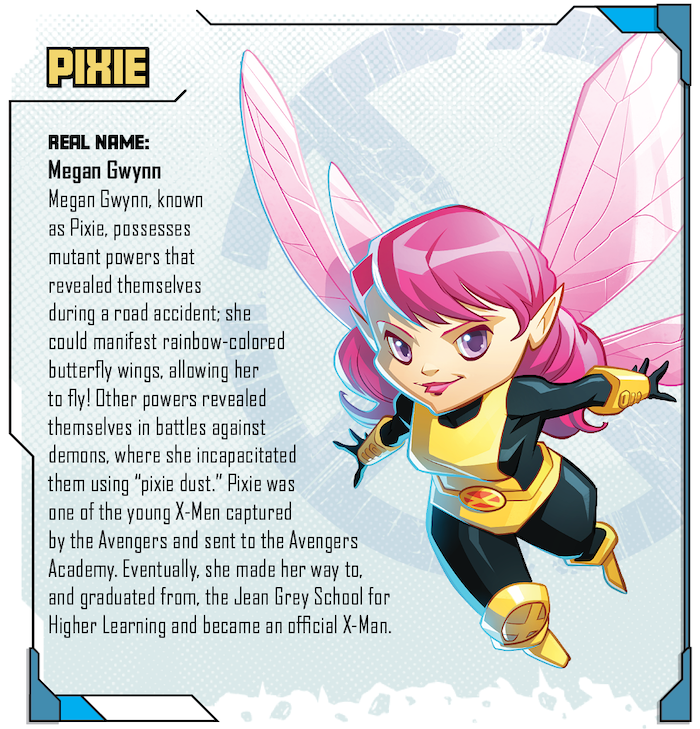 PIXIE
REAL NAME:
Megan Gwynn
Megan Gwynn, known
as Pixie, possesses
mutant powers that
revealed themselves
during a road accident; she
could manifest rainbow-colored
butterfly wings, allowing her
to fly! Other powers revealed
themselves in battles against
demons, where she incapacitated
them using “pixie dust.” Pixie was
one of the young X-Men captured
by the Avengers and sent to the Avengers
Academy. Eventually, she made her way to,
and graduated from, the Jean Grey School for
Higher Learning and became an official X-Man.